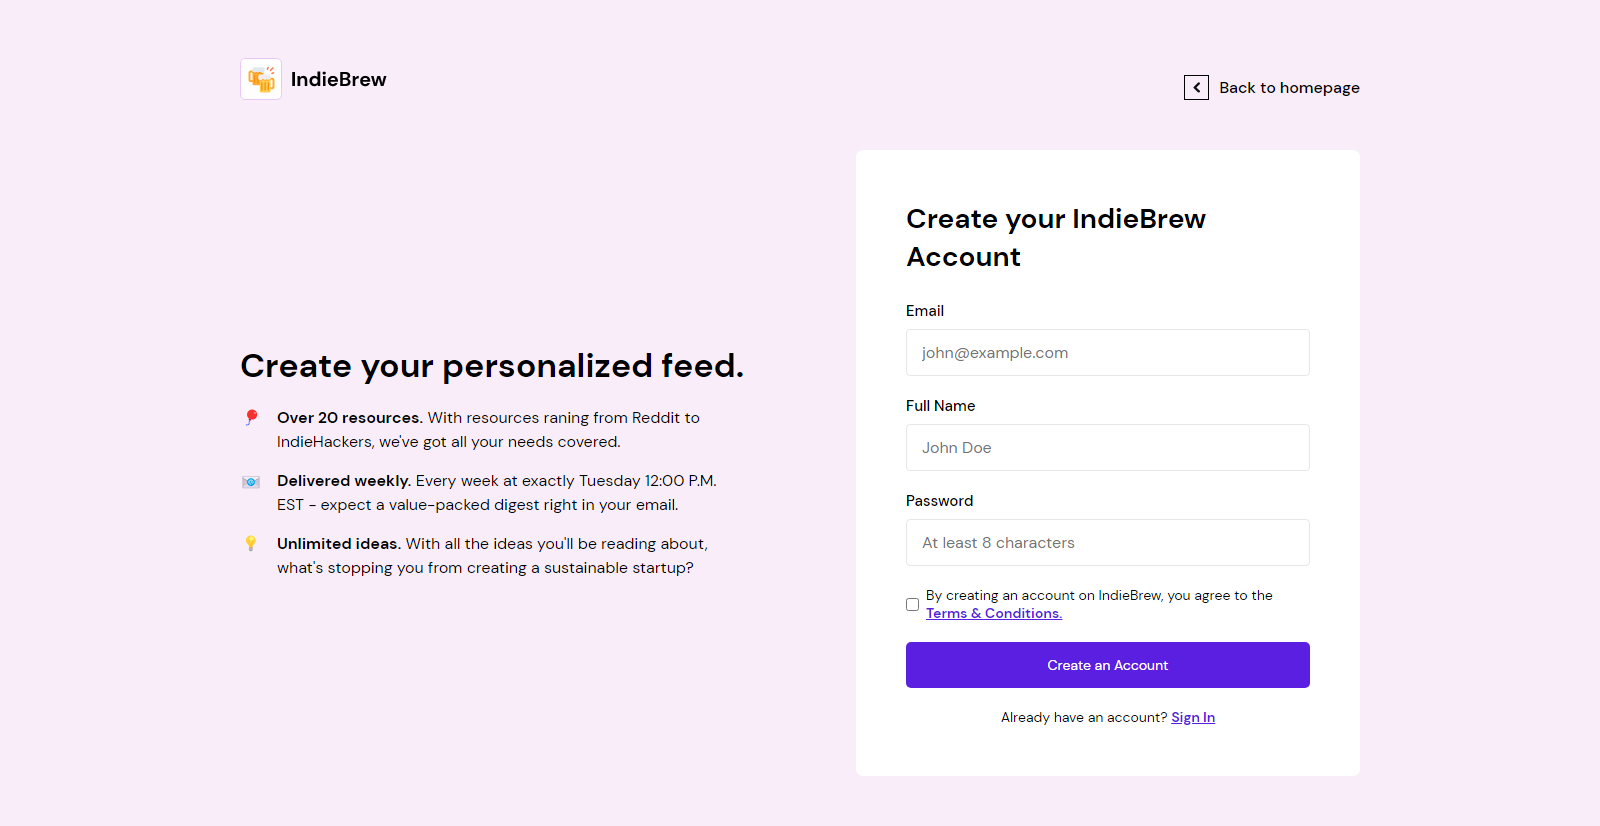 IndieBrew
Back to homepage
Create your personalized feed.
Over 20 resources. With resources raning from Reddit to
IndieHackers, we've got all your needs covered.
Delivered weekly. Every week at exactly Tuesday 12:00 P.M.
EST - expect a value-packed digest right in your email.
Unlimited ideas. With all the ideas you'll be reading about,
what's stopping you from creating a sustainable startup?
Create your IndieBrew
Account
Email
john@example.com
Full Name
John Doe
Password
At least 8 characters
By creating an account on IndieBrew, you agree to the
Terms & Conditions.
Create an Account
Already have an account? Sign In